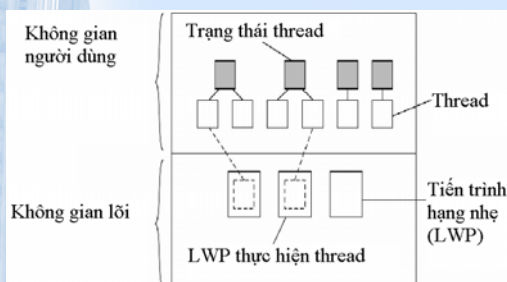 Không gian
người dùng
Trạng thái thread
Thread
Không gian lõi
Tiến trình
hạng nhẹ
(LWP)
LWP thực hiện thread